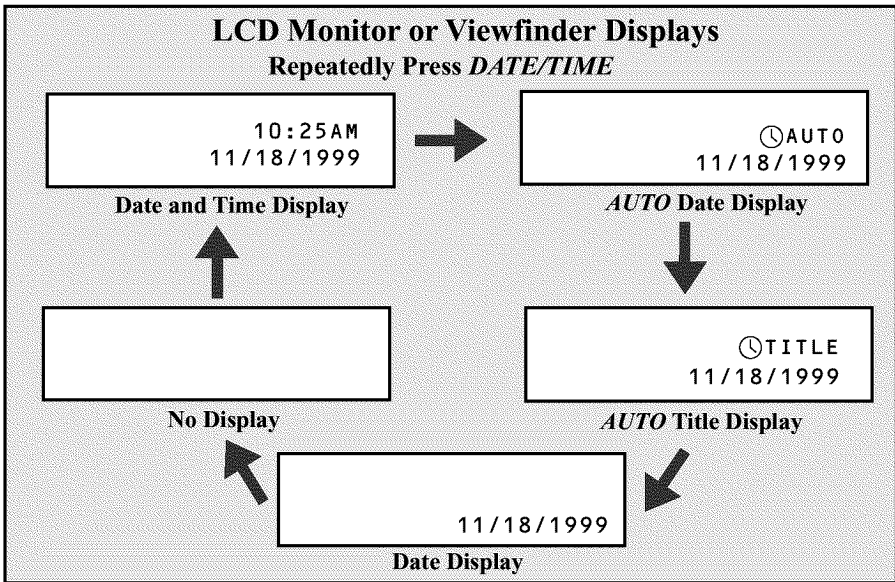 LCD Monitor or Viewfinder Displays
Repeatedly Press DATE/TIME
10:25AM
11/18/1999
Date and Time Display
AUTO
11/18/1999
AUTO Date Display
TITLE
11/18/1999
AUTO Title Display
11/18/1999
Date Display
No Display